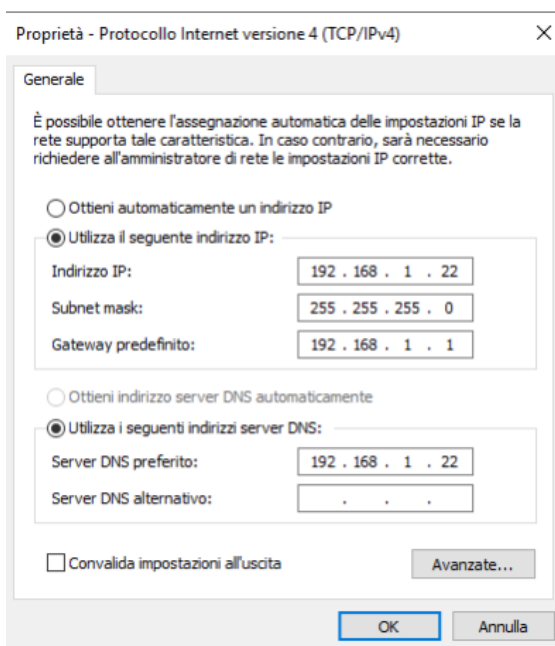 Proprietà - Protocollo Internet versione 4 (TCP/IPv4)
Generale
È possibile ottenere l'assegnazione automatica delle impostazioni IP se la
rete supporta tale caratteristica. In caso contrario, sarà necessario
richiedere all'amministratore di rete le impostazioni IP corrette.
Ottieni automaticamente un indirizzo IP
Utilizza il seguente indirizzo IP:
Indirizzo IP: 192 . 168 . 1 . 22
Subnet mask: 255 . 255 . 255 . 0
Gateway predefinito: 192 . 168 . 1 . 1
Ottieni indirizzo server DNS automaticamente
Utilizza i seguenti indirizzi server DNS:
Server DNS preferito: 192 . 168 . 1 . 22
Server DNS alternativo: . . .
Convalida impostazioni all'uscita Avanzate...
OK Annulla